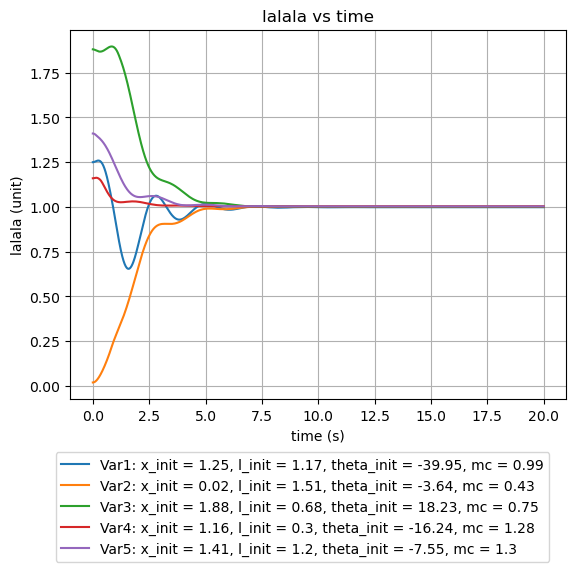 lalala vs time
1.75
1.50
1.25
1.00
0.75
0.50
0.25
0.00
lalala (unit)
0.0 2.5 5.0 7.5 10.0 12.5 15.0 17.5 20.0
time (s)
Var1: x_init = 1.25, l_init = 1.17, theta_init = -39.95, mc = 0.99
Var2: x_init = 0.02, l_init = 1.51, theta_init = -3.64, mc = 0.43
Var3: x_init = 1.88, l_init = 0.68, theta_init = 18.23, mc = 0.75
Var4: x_init = 1.16, l_init = 0.3, theta_init = -16.24, mc = 1.28
Var5: x_init = 1.41, l_init = 1.2, theta_init = -7.55, mc = 1.3